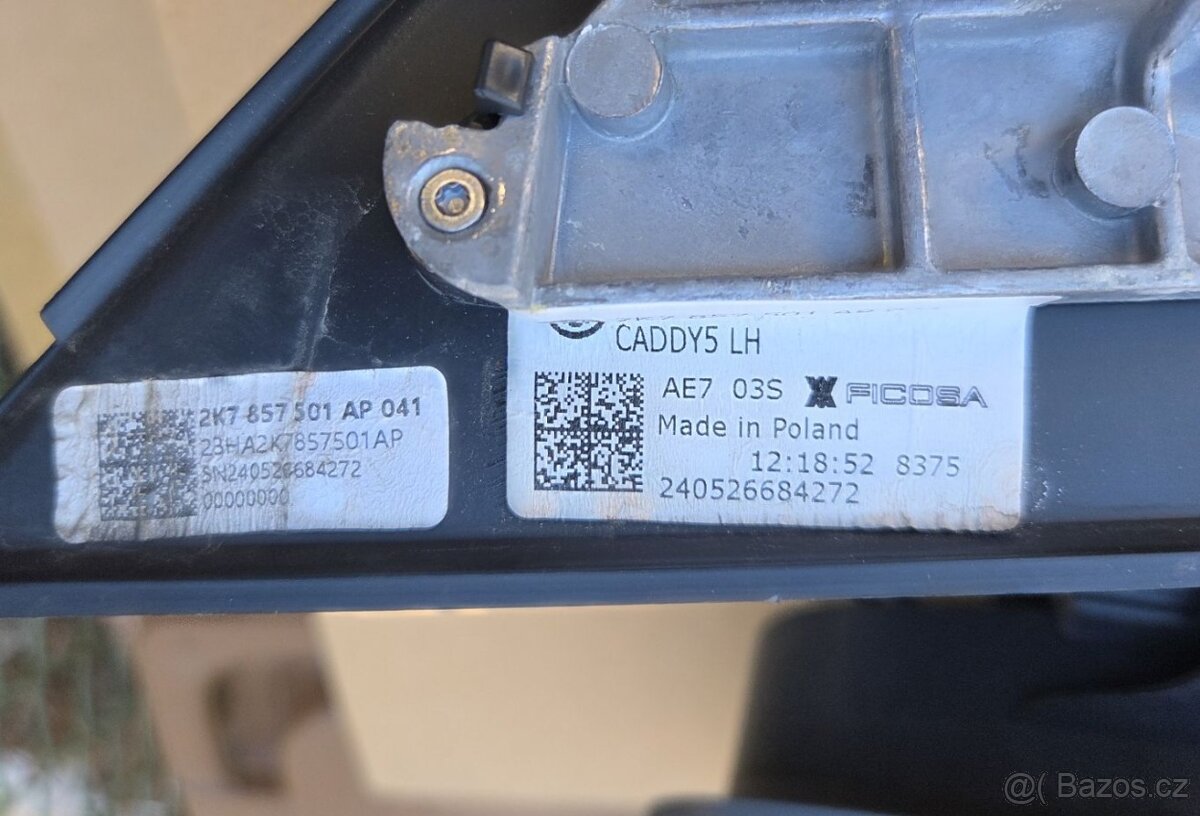 2K7 857 501 AP 041
23HA2K7857501AP
SN240526684272
00000000
CADDY5 LH
AE7 03S FICOSA
Made in Poland
12:18:52 8375
240526684272
@( Bazos.cz